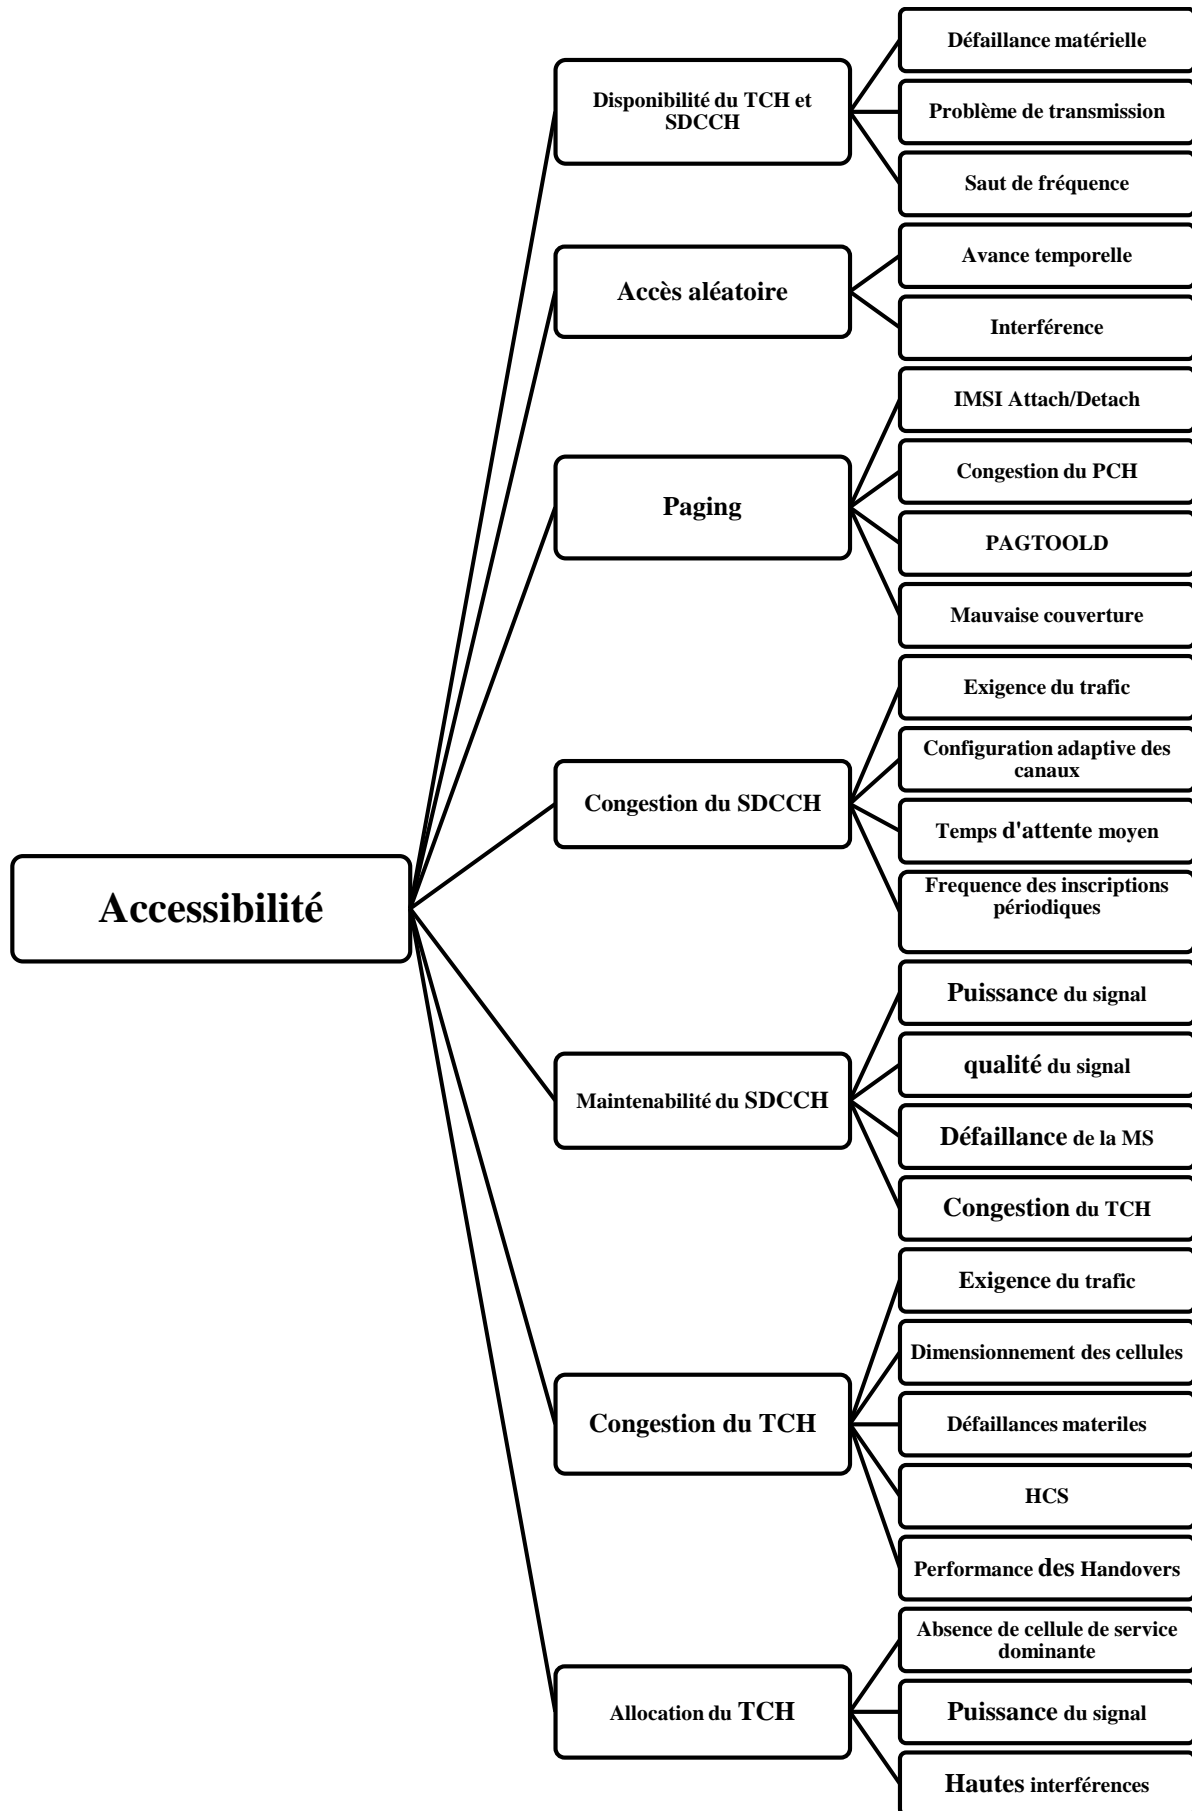 Accessibilité
Disponibilité du TCH et
SDCCH
Défaillance matérielle
Problème de transmission
Saut de fréquence
Accès aléatoire
Avance temporelle
Interférence
Paging
IMSI Attach/Detach
Congestion du PCH
PAGTOOLD
Mauvaise couverture
Congestion du SDCCH
Exigence du trafic
Configuration adaptive des
canaux
Temps d'attente moyen
Frequence des inscriptions
périodiques
Maintenabilité du SDCCH
Puissance du signal
qualité du signal
Défaillance de la MS
Congestion du TCH
Congestion du TCH
Exigence du trafic
Dimensionnement des cellules
Défaillances materiles
HCS
Performance des Handovers
Allocation du TCH
Absence de cellule de service
dominante
Puissance du signal
Hautes interférences